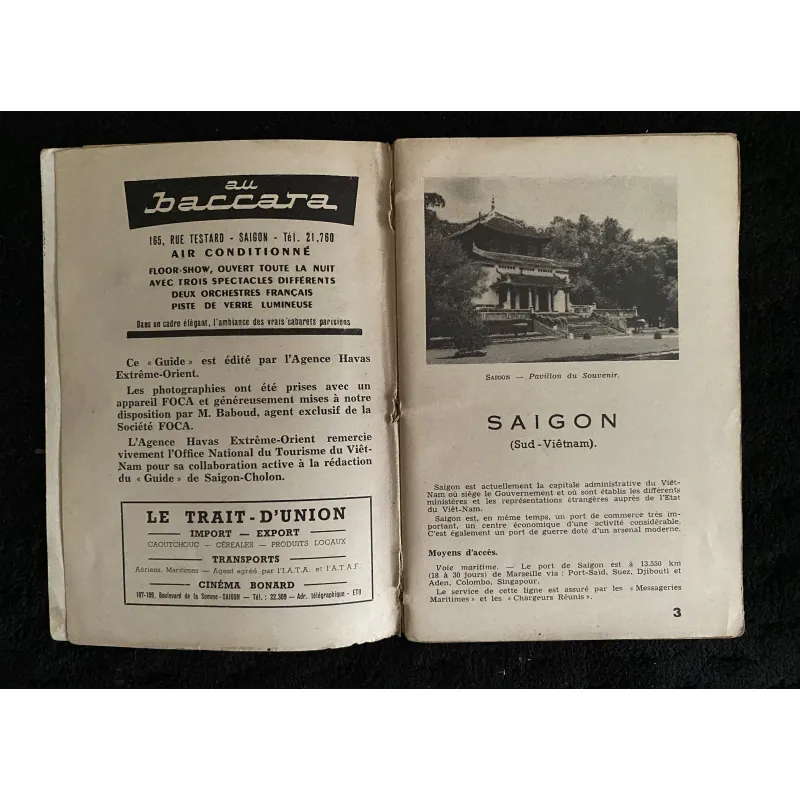 au
baccara
165, RUE TESTARD - SAIGON - Tél. 21.760
AIR CONDITIONNÉ
FLOOR-SHOW, OUVERT TOUTE LA NUIT
AVEC TROIS SPECTACLES DIFFÉRENTS
DEUX ORCHESTRES FRANÇAIS
PISTE DE VERRE LUMINEUSE
Dans un cadre élégant, l'ambiance des vrais cabarets parisiens
Ce « Guide » est édité par l'Agence Havas
Extrême-Orient.
Les photographies ont été prises avec un
appareil FOCA et généreusement mises à notre
disposition par M. Baboud, agent exclusif de la
Société FOCA.
L'Agence Havas Extrême-Orient remercie
vivement l'Office National du Tourisme du Viêt-
Nam pour sa collaboration active à la rédaction
du « Guide » de Saigon-Cholon.
LE TRAIT-D'UNION
IMPORT — EXPORT
CAOUTCHOUC — CÉREALES — PRODUITS LOCAUX
TRANSPORTS
Aériens, Maritimes — Agent agréé par l'I.A.T.A. et l'A.T.A.F.
CINÉMA BONARD
107-109, Boulevard de la Somme - SAIGON — Tél. : 22.309 — Adr. télégraphique - ETU
SAIGON — Pavillon du Souvenir.
SAIGON
(Sud-Viêtnam).
Saigon est actuellement la capitale administrative du Viêt-
Nam où siège le Gouvernement et où sont établis les différents
ministères et les représentations étrangères auprès de l'Etat
du Viêt-Nam.
Saigon est, en même temps, un port de commerce très im-
portant, un centre économique d'une activité considérable.
C'est également un port de guerre doté d'un arsenal moderne.
Moyens d'accès.
Voie maritime. — Le port de Saigon est à 13.550 km
(18 à 30 jours) de Marseille via : Port-Saïd, Suez, Djibouti et
Aden, Colombo, Singapour.
Le service de cette ligne est assuré par les « Messageries
Maritimes » et les « Chargeurs Réunis ».
3